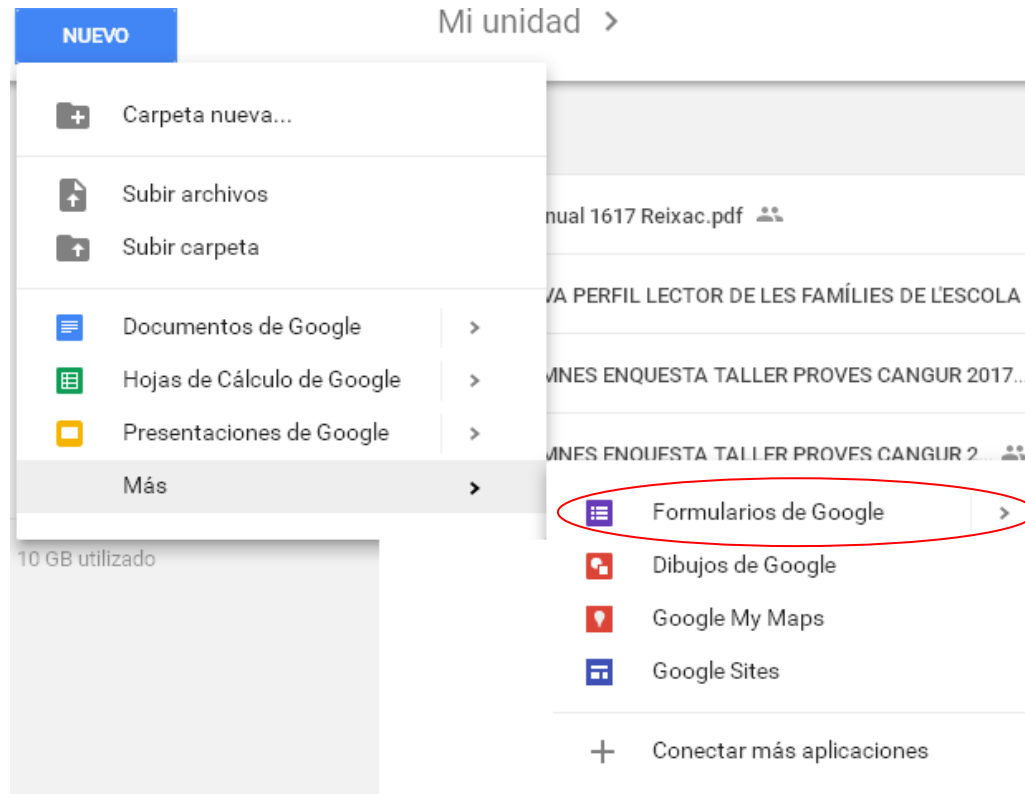 NUEVO
Mi unidad >
Carpeta nueva...
Subir archivos
Subir carpeta
nual 1617 Reixac.pdf
VA PERFIL LECTOR DE LES FAMÍLIES DE L'ESCOLA
Documentos de Google >
Hojas de Cálculo de Google >
MNES ENQUESTA TALLER PROVES CANGUR 2017...
Presentaciones de Google >
MNES ENQUESTA TALLER PROVES CANGUR 2...
Más >
Formularios de Google >
10 GB utilizado
Dibujos de Google
Google My Maps
Google Sites
Conectar más aplicaciones